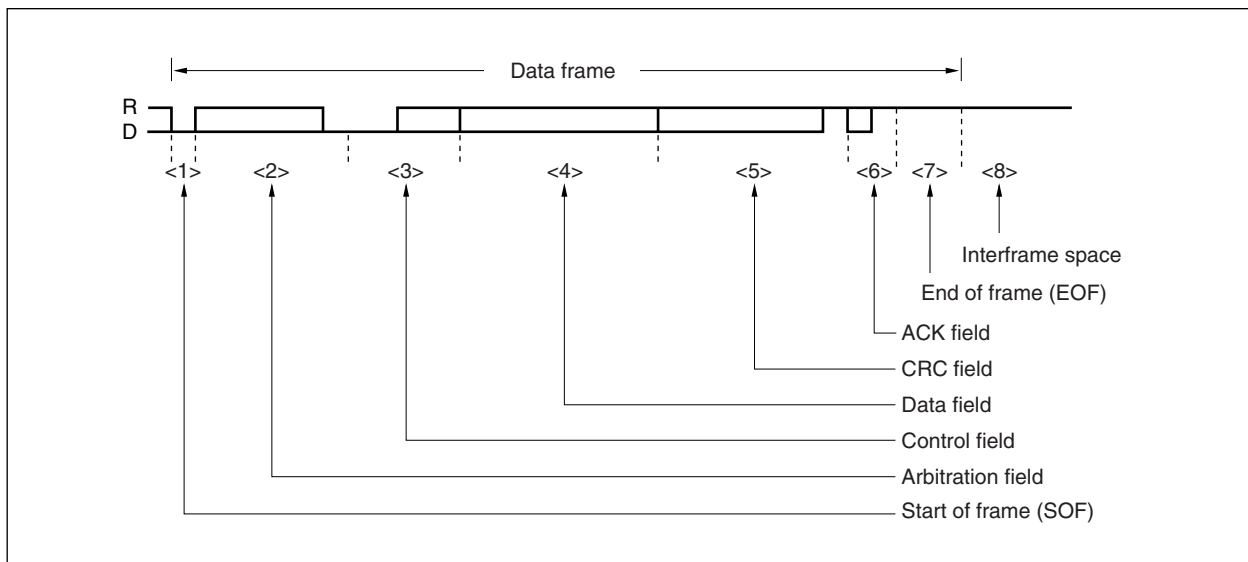 Data frame
R
D
<1> <2> <3> <4> <5> <6> <7> <8>
Interframe space
End of frame (EOF)
ACK field
CRC field
Data field
Control field
Arbitration field
Start of frame (SOF)